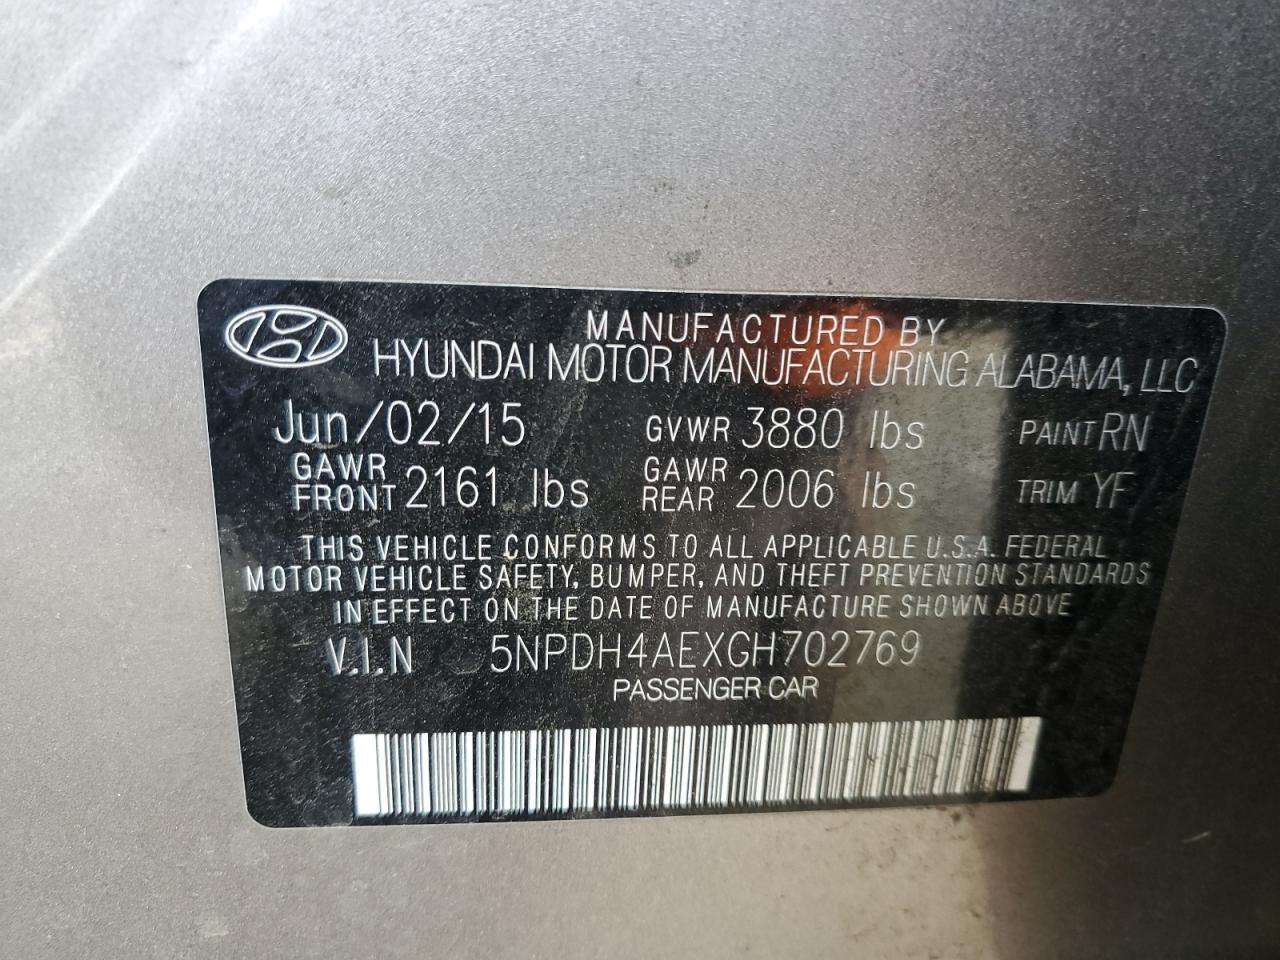 MANUFACTURED BY
HYUNDAI MOTOR MANUFACTURING ALABAMA, LLC
Jun/02/15 GVWR 3880 lbs PAINT RN
GAWR FRONT 2161 lbs GAWR REAR 2006 lbs TRIM YF
THIS VEHICLE CONFORMS TO ALL APPLICABLE U.S.A. FEDERAL
MOTOR VEHICLE SAFETY, BUMPER, AND THEFT PREVENTION STANDARDS
IN EFFECT ON THE DATE OF MANUFACTURE SHOWN ABOVE
V.I.N 5NPDH4AEXGH702769
PASSENGER CAR